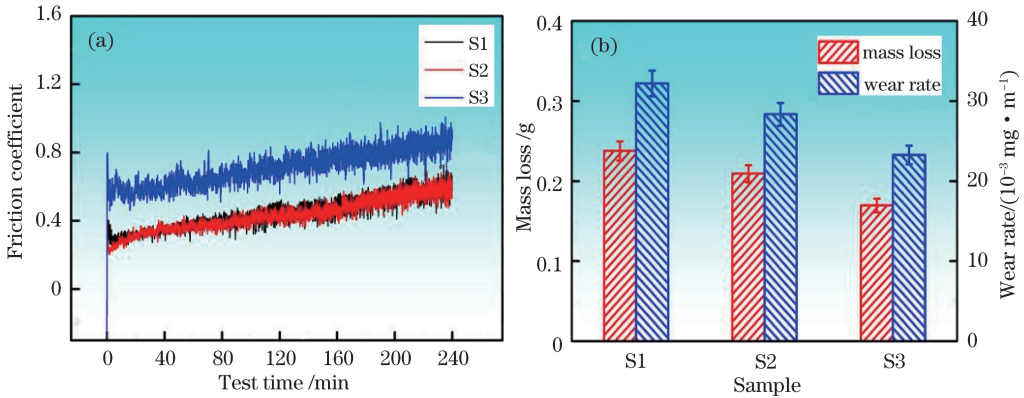 (a)
S1
S2
S3
Friction coefficient
1.6
1.2
0.8
0.4
0
0 40 80 120 160 200 240
Test time /min
(b)
mass loss
wear rate
Mass loss /g
0.4
0.3
0.2
0.1
0
40
30
20
10
0
Wear rate/(10⁻³ mg·m⁻¹)
S1 S2 S3
Sample